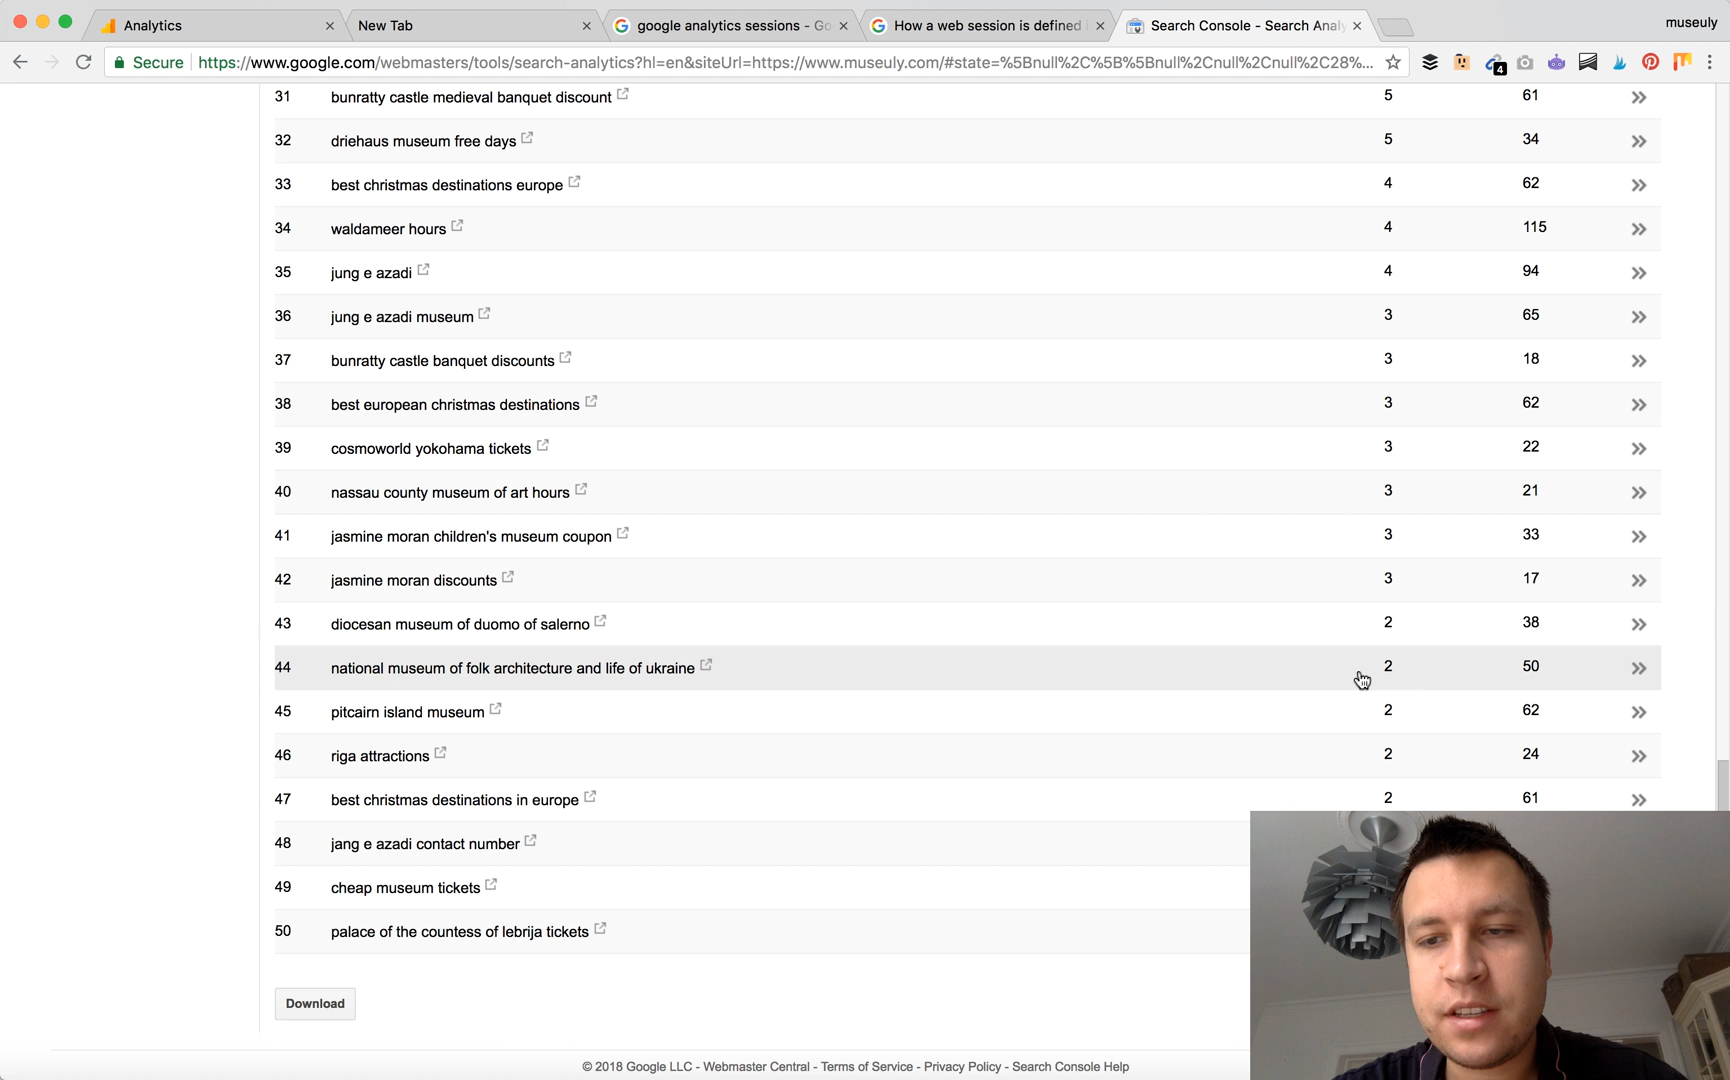 Analytics
New Tab
google analytics sessions - Go
How a web session is defined
Search Console - Search Anal
museuly
Secure https://www.google.com/webmasters/tools/search-analytics?hl=en&siteUrl=https://www.museuly.com/#state=%5Bnull%2C%5B%5Bnull%2Cnull%2Cnull%2C28%...
4
31 bunratty castle medieval banquet discount 5 61
32 driehaus museum free days 5 34
33 best christmas destinations europe 4 62
34 waldameer hours 4 115
35 jung e azadi 4 94
36 jung e azadi museum 3 65
37 bunratty castle banquet discounts 3 18
38 best european christmas destinations 3 62
39 cosmoworld yokohama tickets 3 22
40 nassau county museum of art hours 3 21
41 jasmine moran children's museum coupon 3 33
42 jasmine moran discounts 3 17
43 diocesan museum of duomo of salerno 2 38
44 national museum of folk architecture and life of ukraine 2 50
45 pitcairn island museum 2 62
46 riga attractions 2 24
47 best christmas destinations in europe 2 61
48 jang e azadi contact number
49 cheap museum tickets
50 palace of the countess of lebrija tickets
Download
© 2018 Google LLC - Webmaster Central - Terms of Service - Privacy Policy - Search Console Help